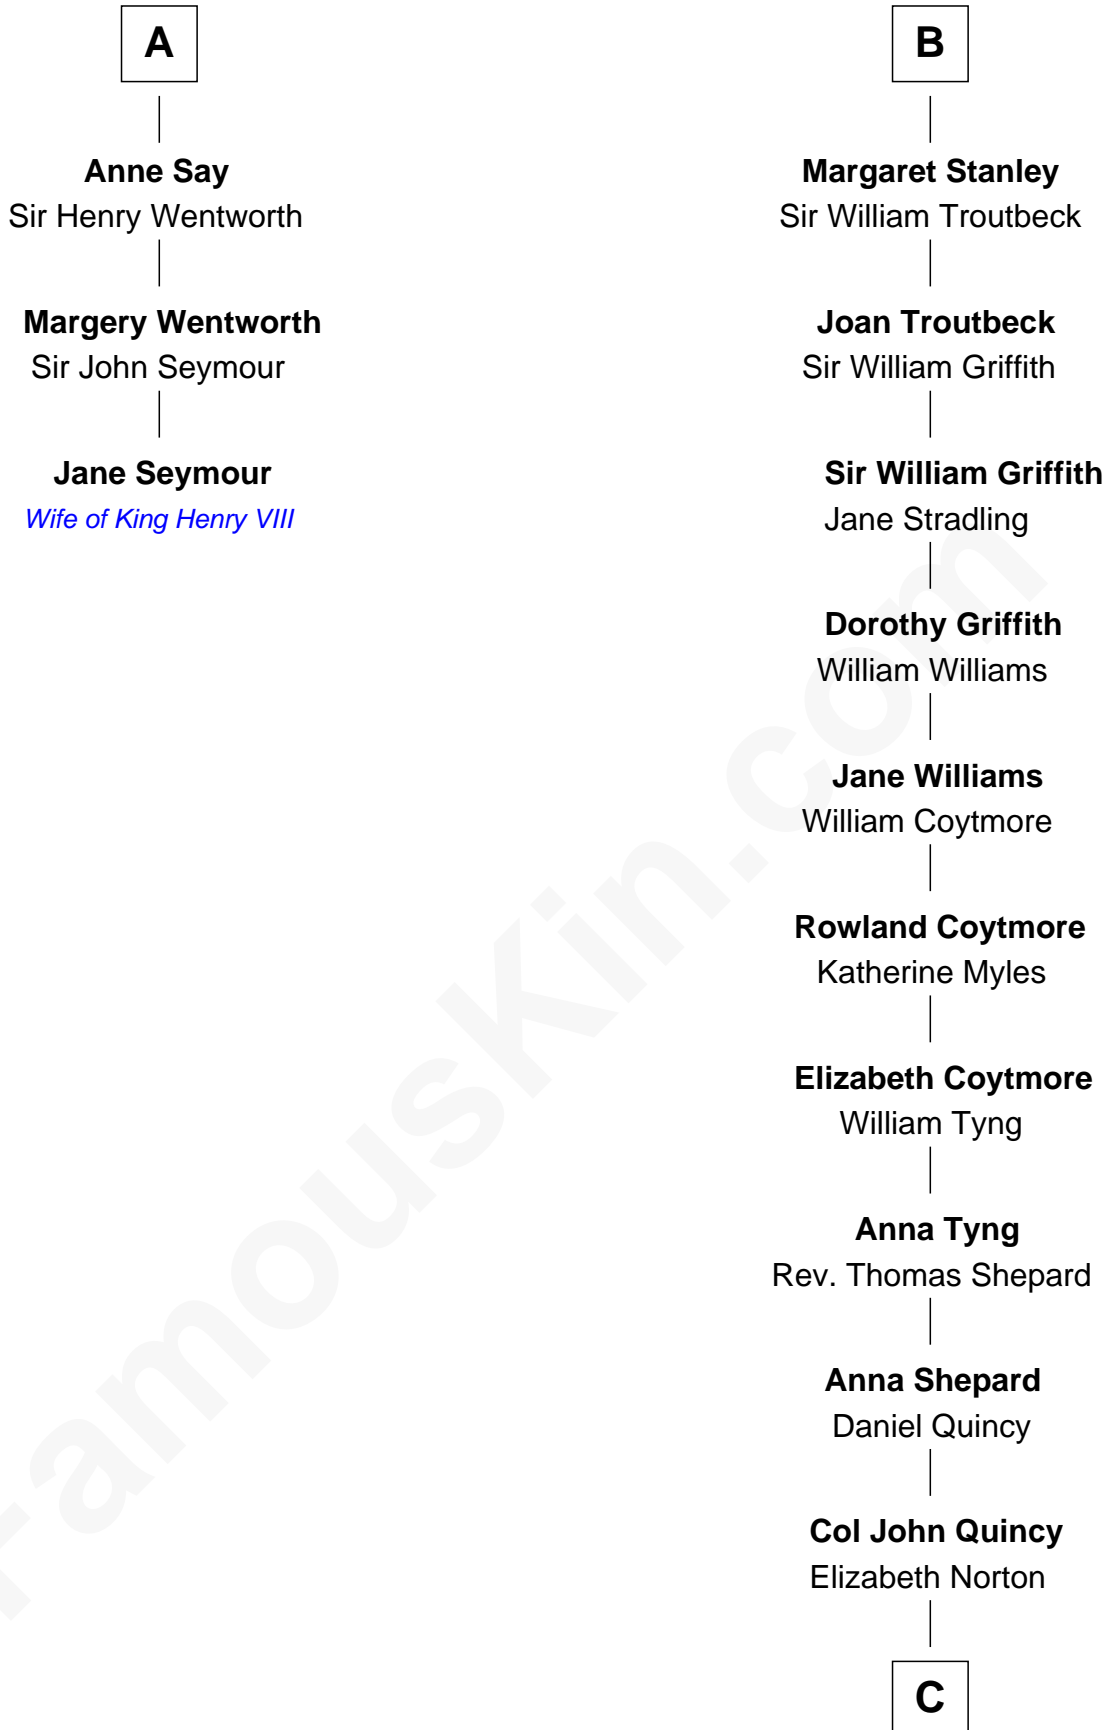 A
Anne Say
Sir Henry Wentworth
Margery Wentworth
Sir John Seymour
Jane Seymour
Wife of King Henry VIII
B
Margaret Stanley
Sir William Troutbeck
Joan Troutbeck
Sir William Griffith
Sir William Griffith
Jane Stradling
Dorothy Griffith
William Williams
Jane Williams
William Coytmore
Rowland Coytmore
Katherine Myles
Elizabeth Coytmore
William Tyng
Anna Tyng
Rev. Thomas Shepard
Anna Shepard
Daniel Quincy
Col John Quincy
Elizabeth Norton
C
FamousKin.com